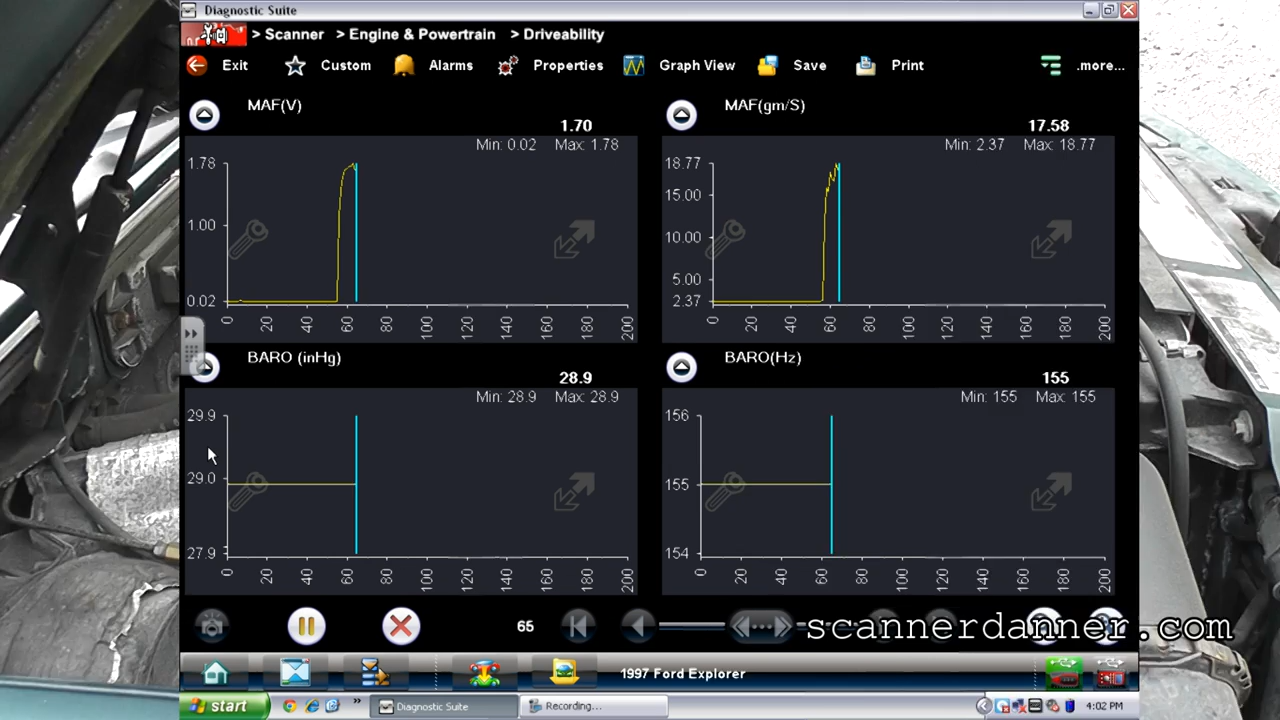 Diagnostic Suite
> Scanner > Engine & Powertrain > Driveability
Exit Custom Alarms Properties Graph View Save Print .more...
MAF(V) MAF(gm/S)
1.70 17.58
Min: 0.02 Max: 1.78 Min: 2.37 Max: 18.77
1.78 18.77
15.00
1.00 10.00
5.00
0.02 2.37
0 20 40 60 80 100 120 140 160 180 200 0 20 40 60 80 100 120 140 160 180 200
BARO (inHg) BARO(Hz)
28.9 155
Min: 28.9 Max: 28.9 Min: 155 Max: 155
29.9 156
29.0 155
27.9 154
0 20 40 60 80 100 120 140 160 180 200 0 20 40 60 80 100 120 140 160 180 200
65
scannerdanner.com
1997 Ford Explorer
start Diagnostic Suite Recording... 4:02 PM